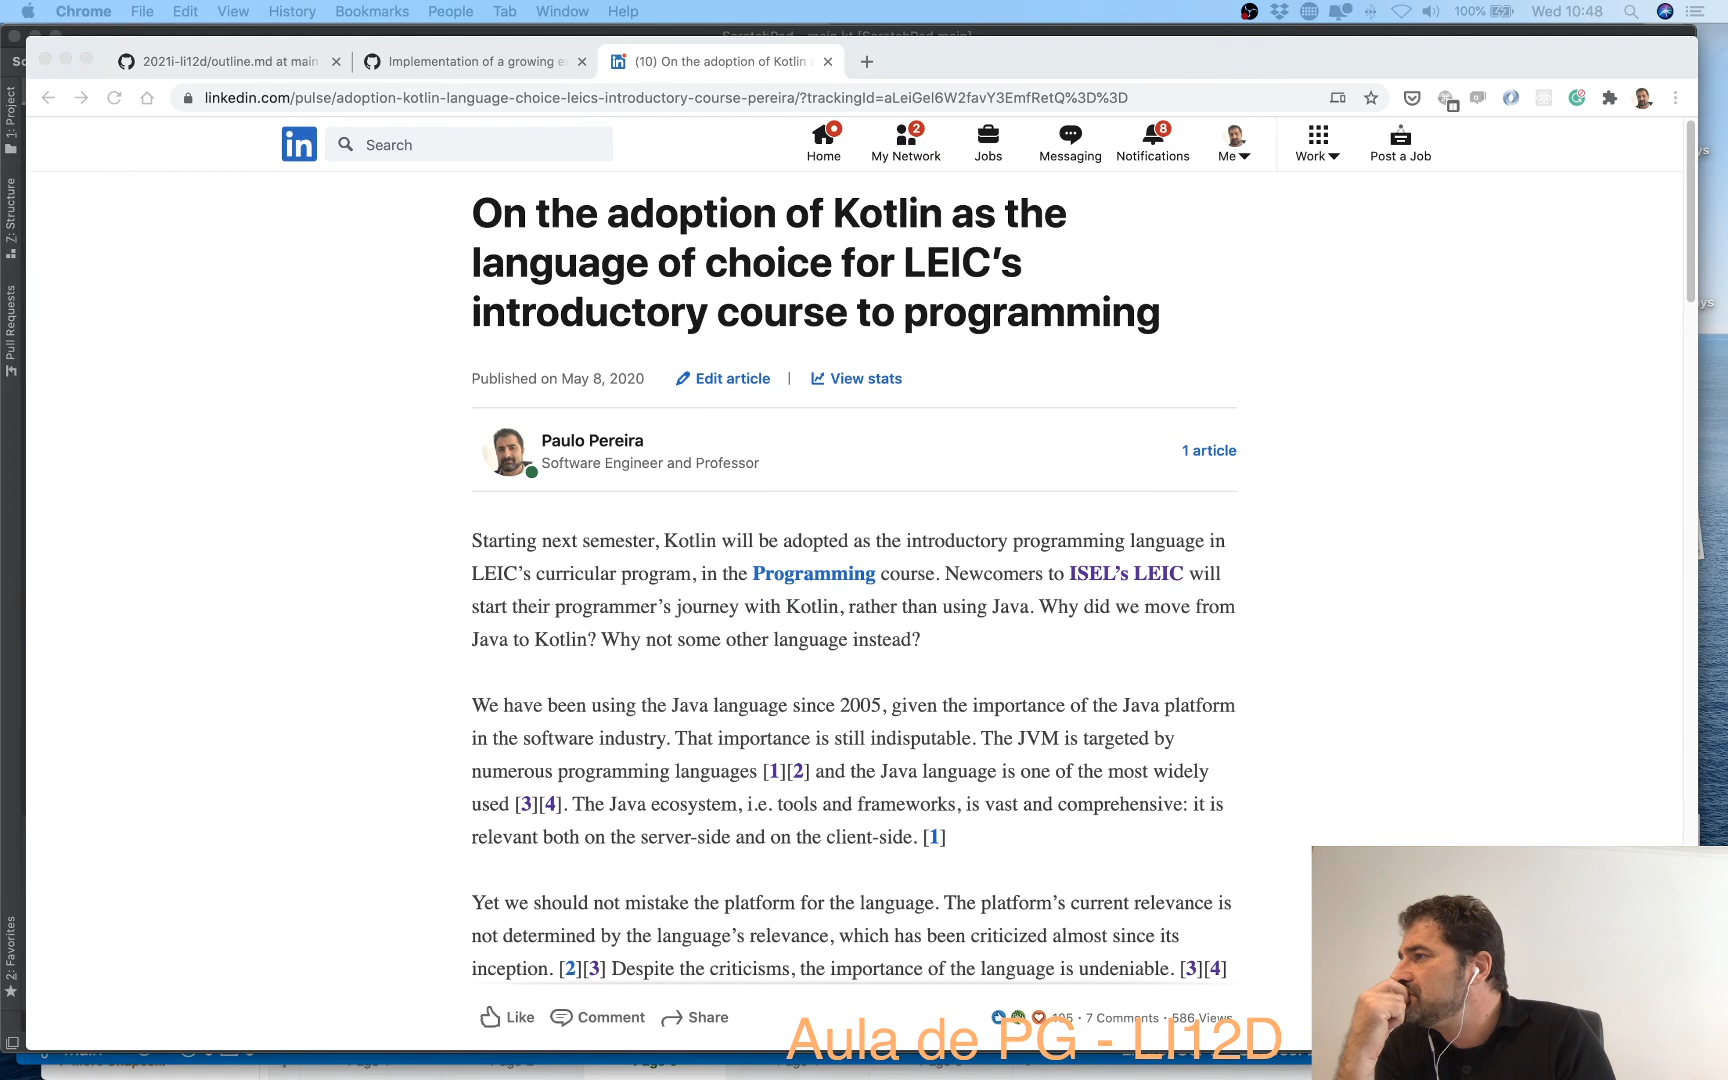 Chrome File Edit View History Bookmarks People Tab Window Help
100% Wed 10:48
2021i-li12d/outline.md at main
Implementation of a growing e
(10) On the adoption of Kotlin
linkedin.com/pulse/adoption-kotlin-language-choice-leics-introductory-course-pereira/?trackingId=aLeiGel6W2favY3EmfRetQ%3D%3D
1: Project
7: Structure
Pull Requests
2: Favorites
in
Search
2
8
Home My Network Jobs Messaging Notifications Me Work Post a Job
On the adoption of Kotlin as the
language of choice for LEIC's
introductory course to programming
Published on May 8, 2020 Edit article | View stats
Paulo Pereira
Software Engineer and Professor
1 article
Starting next semester, Kotlin will be adopted as the introductory programming language in
LEIC's curricular program, in the Programming course. Newcomers to ISEL's LEIC will
start their programmer's journey with Kotlin, rather than using Java. Why did we move from
Java to Kotlin? Why not some other language instead?
We have been using the Java language since 2005, given the importance of the Java platform
in the software industry. That importance is still indisputable. The JVM is targeted by
numerous programming languages [1][2] and the Java language is one of the most widely
used [3][4]. The Java ecosystem, i.e. tools and frameworks, is vast and comprehensive: it is
relevant both on the server-side and on the client-side. [1]
Yet we should not mistake the platform for the language. The platform's current relevance is
not determined by the language's relevance, which has been criticized almost since its
inception. [2][3] Despite the criticisms, the importance of the language is undeniable. [3][4]
Like Comment Share
195 · 7 Comments · 586 Views
Aula de PG - LI12D